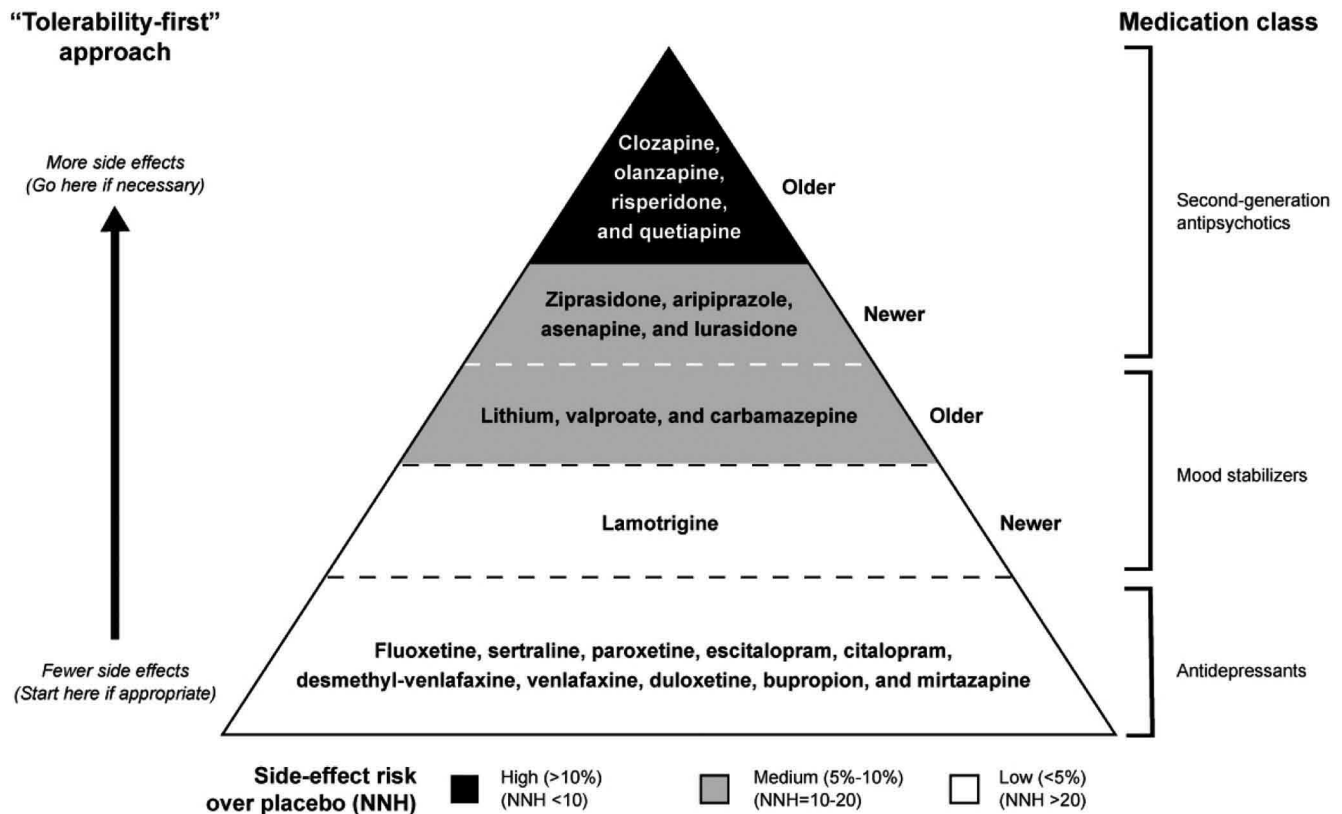 “Tolerability-first”
approach
Medication class
More side effects
(Go here if necessary)
Clozapine,
olanzapine,
risperidone,
and quetiapine
Older
Second-generation
antipsychotics
Ziprasidone, aripiprazole,
asenapine, and lurasidone
Newer
Lithium, valproate, and carbamazepine
Older
Mood stabilizers
Lamotrigine
Newer
Fewer side effects
(Start here if appropriate)
Fluoxetine, sertraline, paroxetine, escitalopram, citalopram,
desmethyl-venlafaxine, venlafaxine, duloxetine, bupropion, and mirtazapine
Antidepressants
Side-effect risk
over placebo (NNH)
High (>10%)
(NNH <10)
Medium (5%-10%)
(NNH=10-20)
Low (<5%)
(NNH >20)